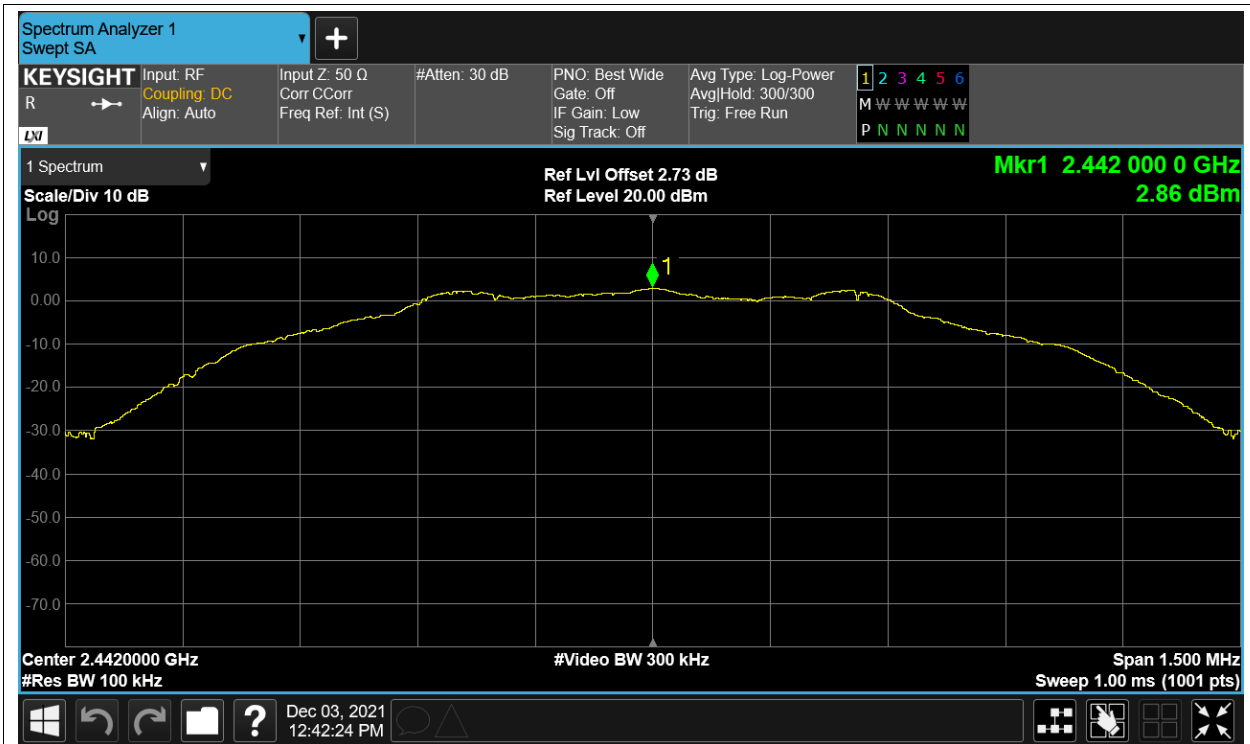 Spectrum Analyzer 1
Swept SA
KEYSIGHT
R
LXI
Input: RF
Coupling: DC
Align: Auto
Input Z: 50 Ω
Corr CCorr
Freq Ref: Int (S)
#Atten: 30 dB
PNO: Best Wide
Gate: Off
IF Gain: Low
Sig Track: Off
Avg Type: Log-Power
Avg|Hold: 300/300
Trig: Free Run
1 2 3 4 5 6
M W W W W W W
P N N N N N N
1 Spectrum
Scale/Div 10 dB
Log
Ref Lvl Offset 2.73 dB
Ref Level 20.00 dBm
Mkr1 2.442 000 0 GHz
2.86 dBm
1
10.0
0.00
-10.0
-20.0
-30.0
-40.0
-50.0
-60.0
-70.0
Center 2.4420000 GHz
#Res BW 100 kHz
#Video BW 300 kHz
Span 1.500 MHz
Sweep 1.00 ms (1001 pts)
?
Dec 03, 2021
12:42:24 PM